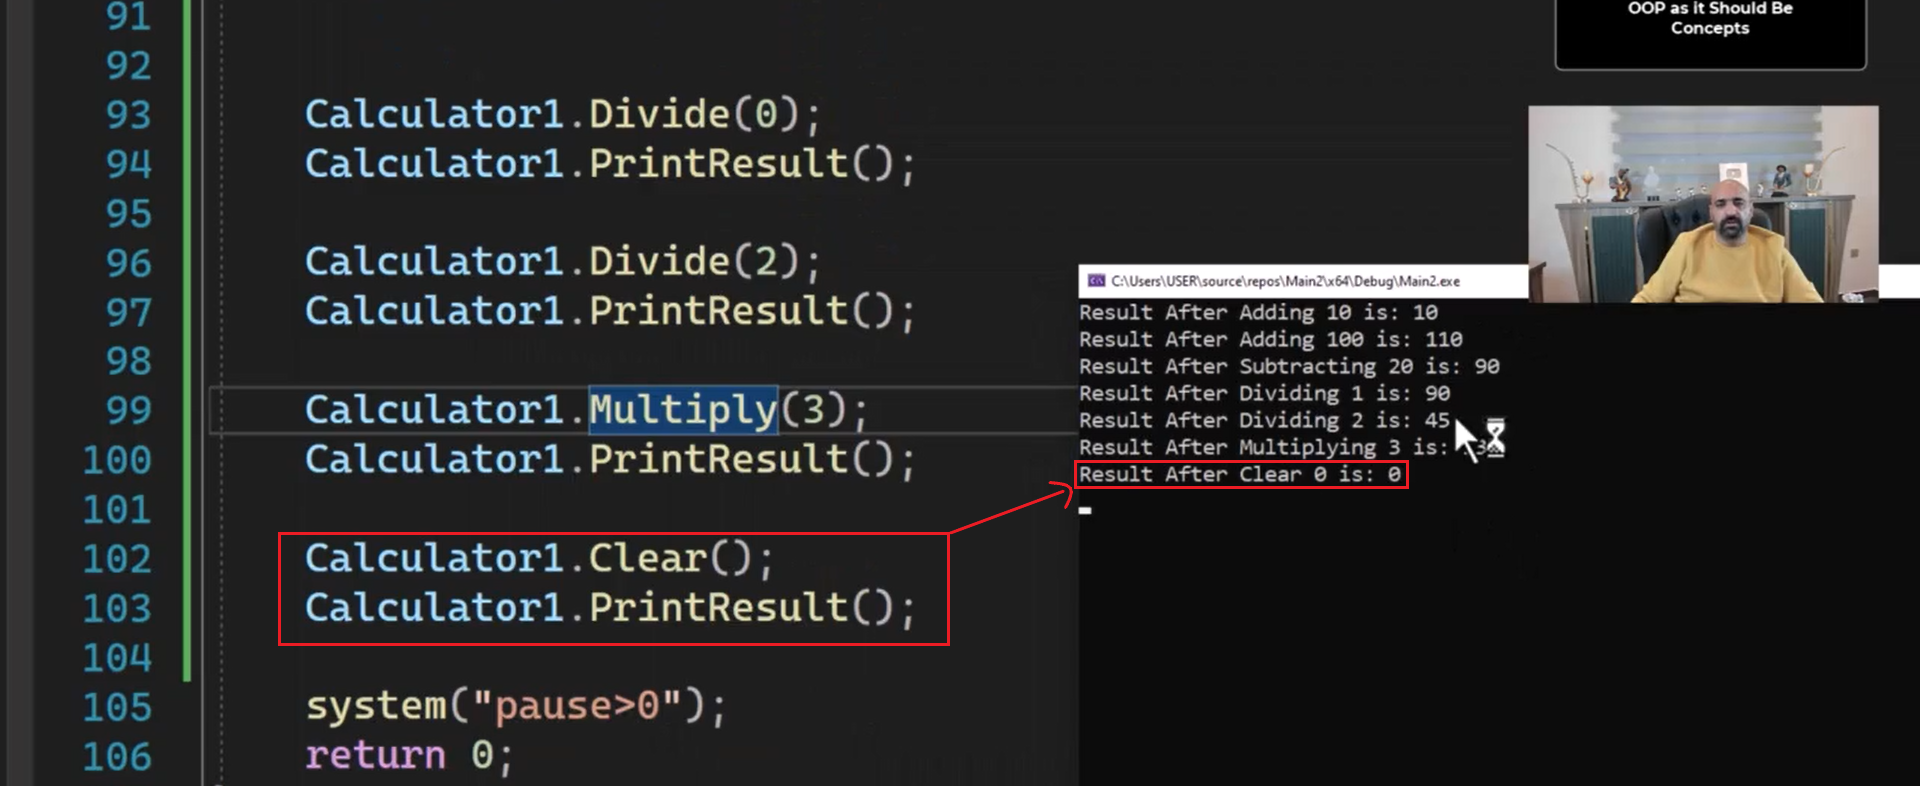 OOP as it Should Be
Concepts
91
92
93 Calculator1.Divide(0);
94 Calculator1.PrintResult();
95
96 Calculator1.Divide(2);
97 Calculator1.PrintResult();
98
99 Calculator1.Multiply(3);
100 Calculator1.PrintResult();
101
102 Calculator1.Clear();
103 Calculator1.PrintResult();
104
105 system("pause>0");
106 return 0;
C:\Users\USER\source\repos\Main2\x64\Debug\Main2.exe
Result After Adding 10 is: 10
Result After Adding 100 is: 110
Result After Subtracting 20 is: 90
Result After Dividing 1 is: 90
Result After Dividing 2 is: 45
Result After Multiplying 3 is:
Result After Clear 0 is: 0